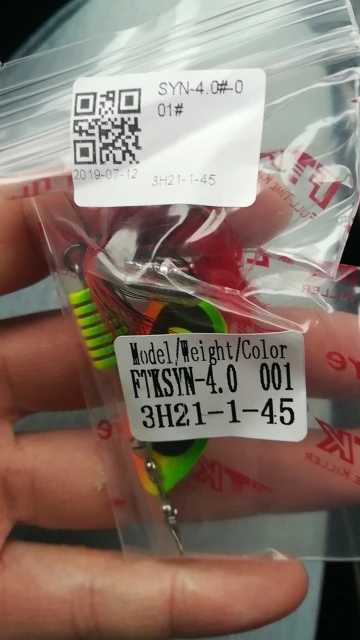 SYN-4.0#-0
01#
2019-07-12
3H21-1-45
FTK
Model/Weight/Color
FTKSYN-4.0 001
3H21-1-45